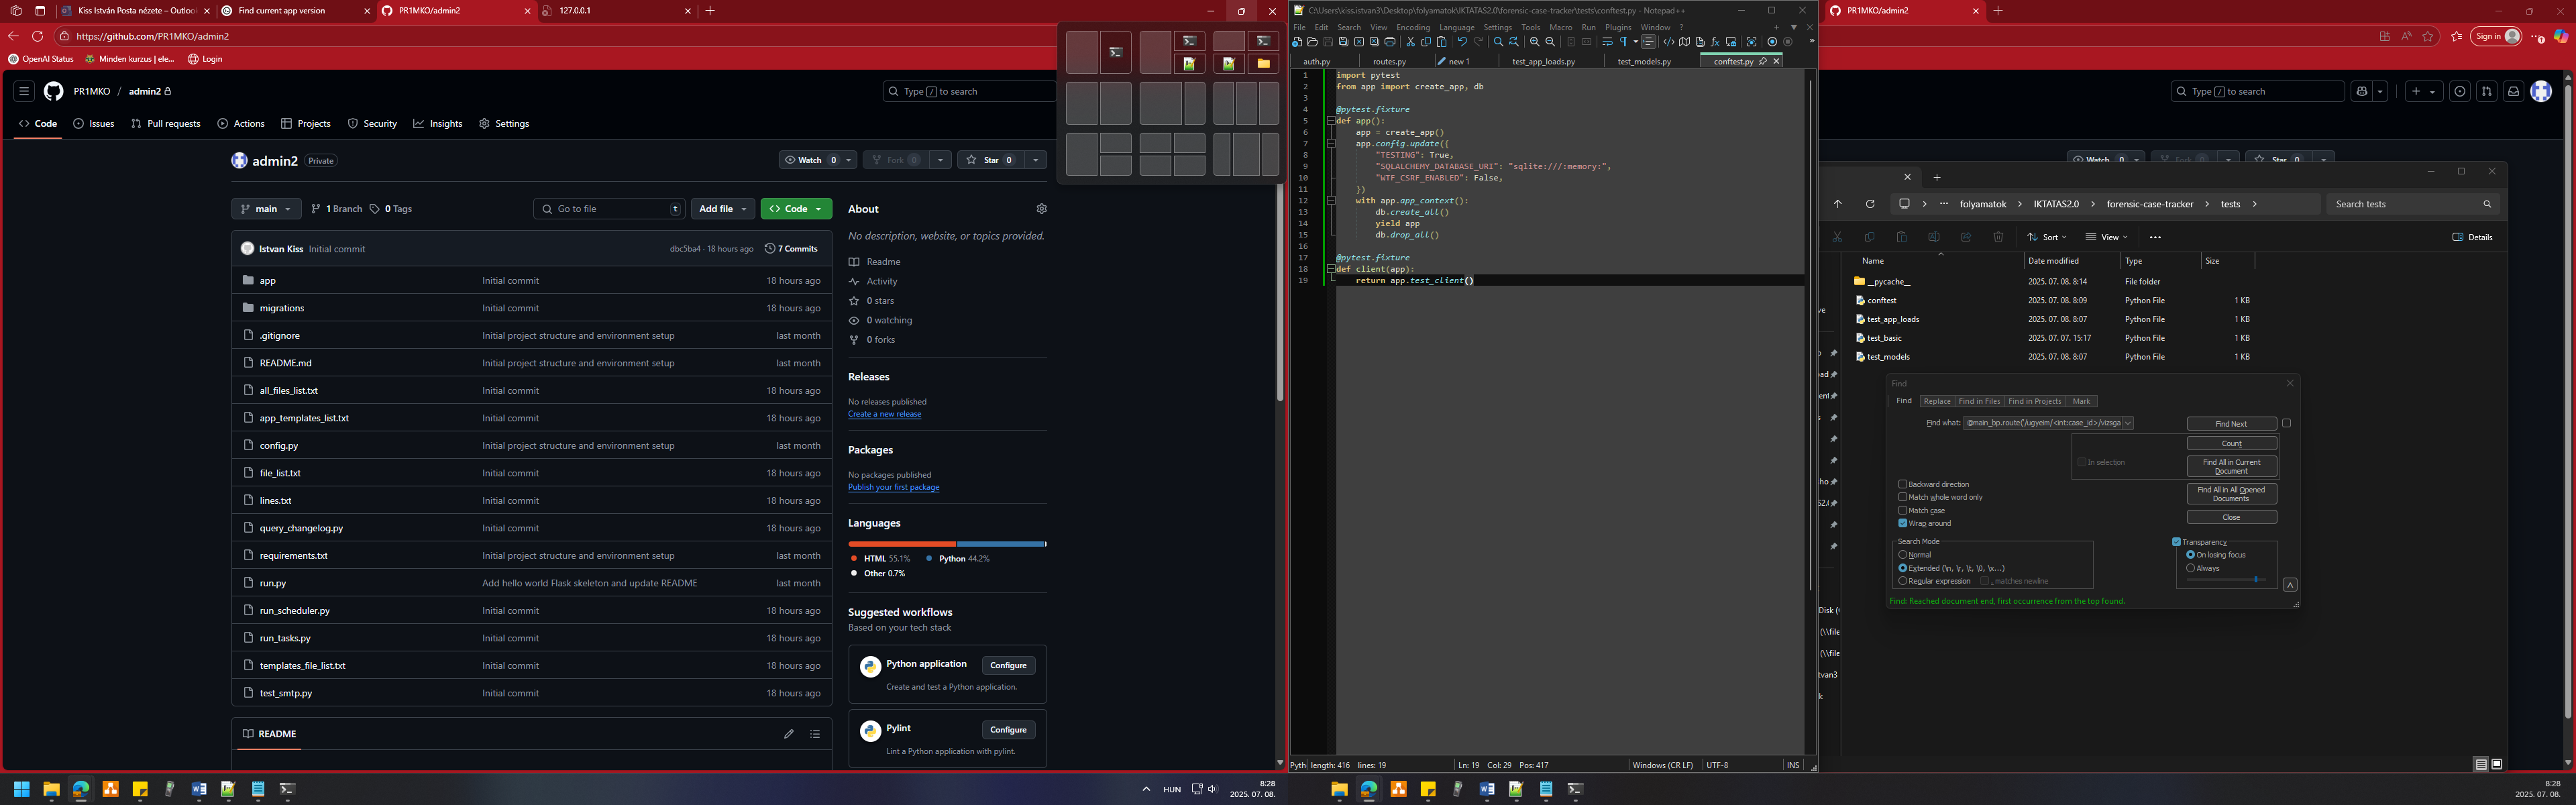 Kiss István Posta nézete – Outlook
Find current app version
PR1MKO/admin2
127.0.0.1
https://github.com/PR1MKO/admin2
OpenAI Status
Minden kurzus | ele...
Login
PR1MKO / admin2
Type / to search
Code
Issues
Pull requests
Actions
Projects
Security
Insights
Settings
admin2 Private
Watch 0
Fork 0
Star 0
main
1 Branch
0 Tags
Go to file t
Add file
Code
Istvan Kiss Initial commit dbc5ba4 · 18 hours ago 7 Commits
app Initial commit 18 hours ago
migrations Initial commit 18 hours ago
.gitignore Initial project structure and environment setup last month
README.md Initial project structure and environment setup last month
all_files_list.txt Initial commit 18 hours ago
app_templates_list.txt Initial commit 18 hours ago
config.py Initial project structure and environment setup last month
file_list.txt Initial commit 18 hours ago
lines.txt Initial commit 18 hours ago
query_changelog.py Initial commit 18 hours ago
requirements.txt Initial project structure and environment setup last month
run.py Add hello world Flask skeleton and update README last month
run_scheduler.py Initial commit 18 hours ago
run_tasks.py Initial commit 18 hours ago
templates_file_list.txt Initial commit 18 hours ago
test_smtp.py Initial commit 18 hours ago
README
About
No description, website, or topics provided.
Readme
Activity
0 stars
0 watching
0 forks
Releases
No releases published
Create a new release
Packages
No packages published
Publish your first package
Languages
HTML 55.1% Python 44.2%
Other 0.7%
Suggested workflows
Based on your tech stack
Python application Configure
Create and test a Python application.
Pylint Configure
Lint a Python application with pylint.
HUN
8:28
2025. 07. 08.
C:\Users\kiss.istvan3\Desktop\folyamatok\IKTATAS2.0\forensic-case-tracker\tests\conftest.py - Notepad++
File Edit Search View Encoding Language Settings Tools Macro Run Plugins Window ?
auth.py routes.py new 1 test_app_loads.py test_models.py conftest.py
1 import pytest
2 from app import create_app, db
3
4 @pytest.fixture
5 def app():
6 app = create_app()
7 app.config.update({
8 "TESTING": True,
9 "SQLALCHEMY_DATABASE_URI": "sqlite:///:memory:",
10 "WTF_CSRF_ENABLED": False,
11 })
12 with app.app_context():
13 db.create_all()
14 yield app
15 db.drop_all()
16
17 @pytest.fixture
18 def client(app):
19 return app.test_client()
Pyth length: 416 lines: 19 Ln: 19 Col: 29 Pos: 417 Windows (CR LF) UTF-8 INS
PR1MKO/admin2
Sign in
Type / to search
Watch 0
Fork 0
Star 0
folyamatok > IKTATAS2.0 > forensic-case-tracker > tests >
Search tests
Sort View ... Details
Name Date modified Type Size
__pycache__ 2025. 07. 08. 8:14 File folder
conftest 2025. 07. 08. 8:09 Python File 1 KB
test_app_loads 2025. 07. 08. 8:07 Python File 1 KB
test_basic 2025. 07. 07. 15:17 Python File 1 KB
test_models 2025. 07. 08. 8:07 Python File 1 KB
Find
Find Replace Find in Files Find in Projects Mark
Find what: @main_bp.route('/ugyeim/<int:case_id>/vizsga
Find Next
Count
In selection
Find All in Current Document
Find All in All Opened Documents
Close
Backward direction
Match whole word only
Match case
Wrap around
Search Mode
Normal
Extended (\n, \r, \t, \0, \x...)
Regular expression . matches newline
Transparency
On losing focus
Always
Find: Reached document end, first occurrence from the top found.
Disk (
(\\file
(\\file
tvan3
8:28
2025. 07. 08.